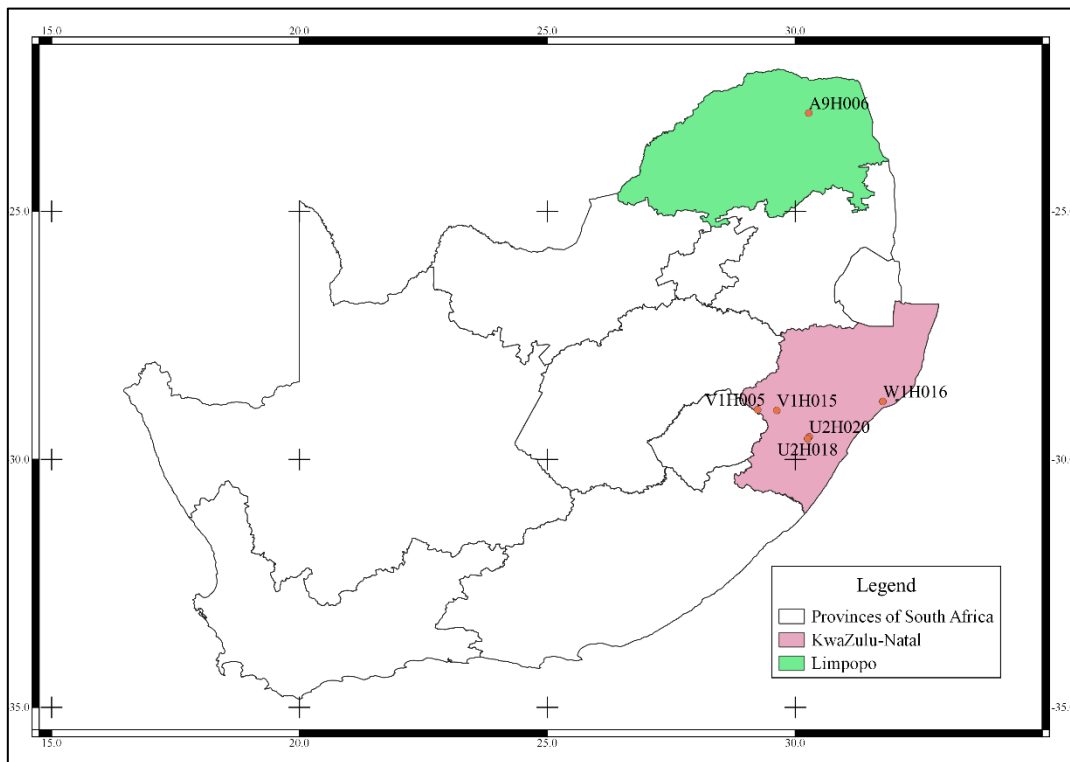 15.0 20.0 25.0 30.0
A9H006
-25.0 -25.0
V1H005 V1H015 W1H016
U2H020
U2H018
-30.0 -30.0
Legend
Provinces of South Africa
KwaZulu-Natal
Limpopo
-35.0 -35.0
15.0 20.0 25.0 30.0